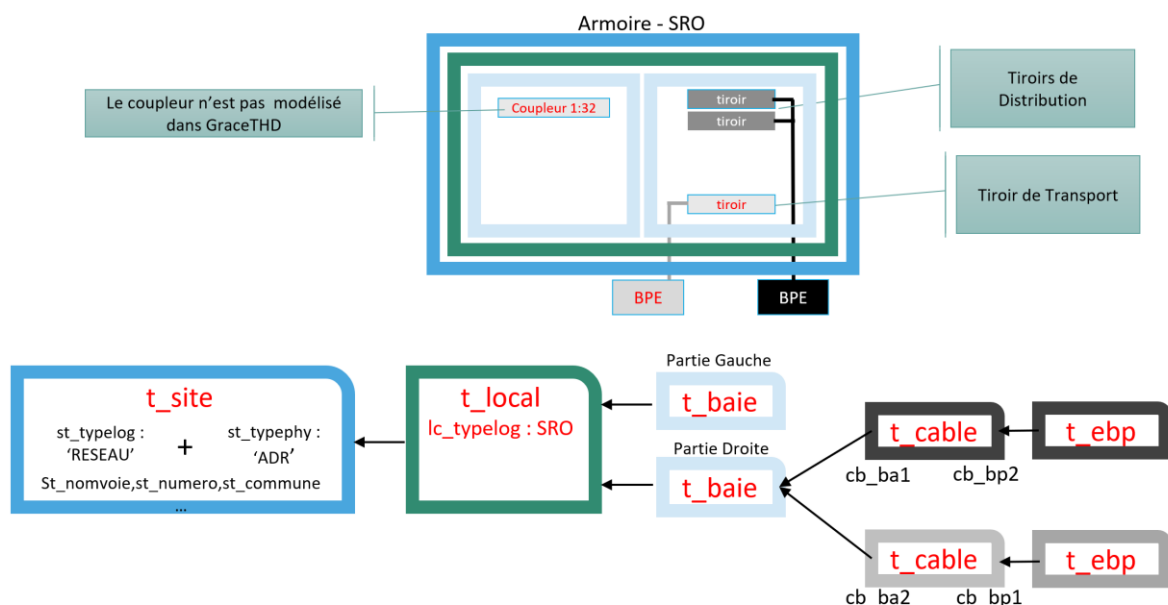 Armoire - SRO
Le coupleur n’est pas modélisé
dans GraceTHD
Coupleur 1:32
tiroir
tiroir
Tiroirs de
Distribution
tiroir
Tiroir de Transport
BPE
BPE
Partie Gauche
t_baie
t_site
st_typelog :
‘RESEAU’
+
st_typephy :
‘ADR’
St_nomvoie,st_numero,st_commune
...
t_local
lc_typelog : SRO
Partie Droite
t_baie
t_cable
t_ebp
cb_ba1
cb_bp2
t_cable
t_ebp
cb_ba2
cb_bp1